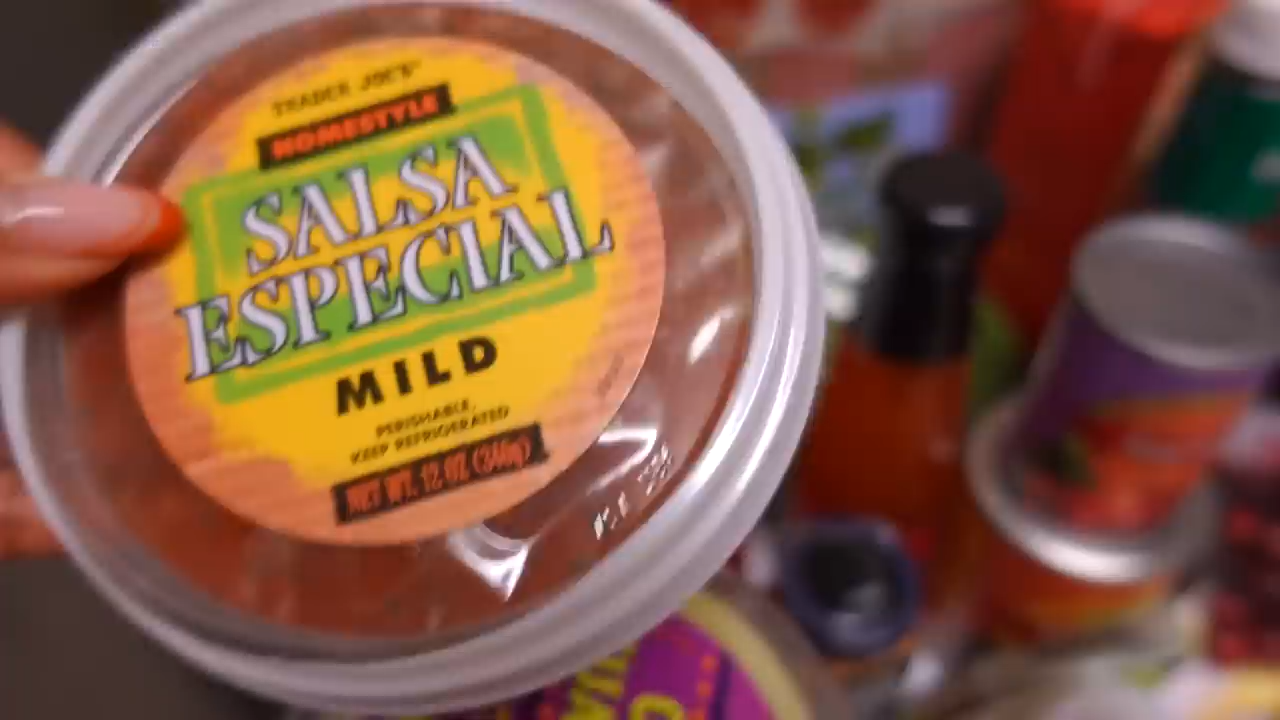 TRADER JOE'S
HOMESTYLE
SALSA
ESPECIAL
MILD
PERISHABLE,
KEEP REFRIGERATED
NET WT. 12 OZ (340g)